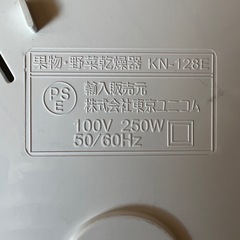 果物・野菜乾燥器 KN-128E
PS
E
輸入販売元
株式会社東京ユニコム
100V 250W
50/60Hz